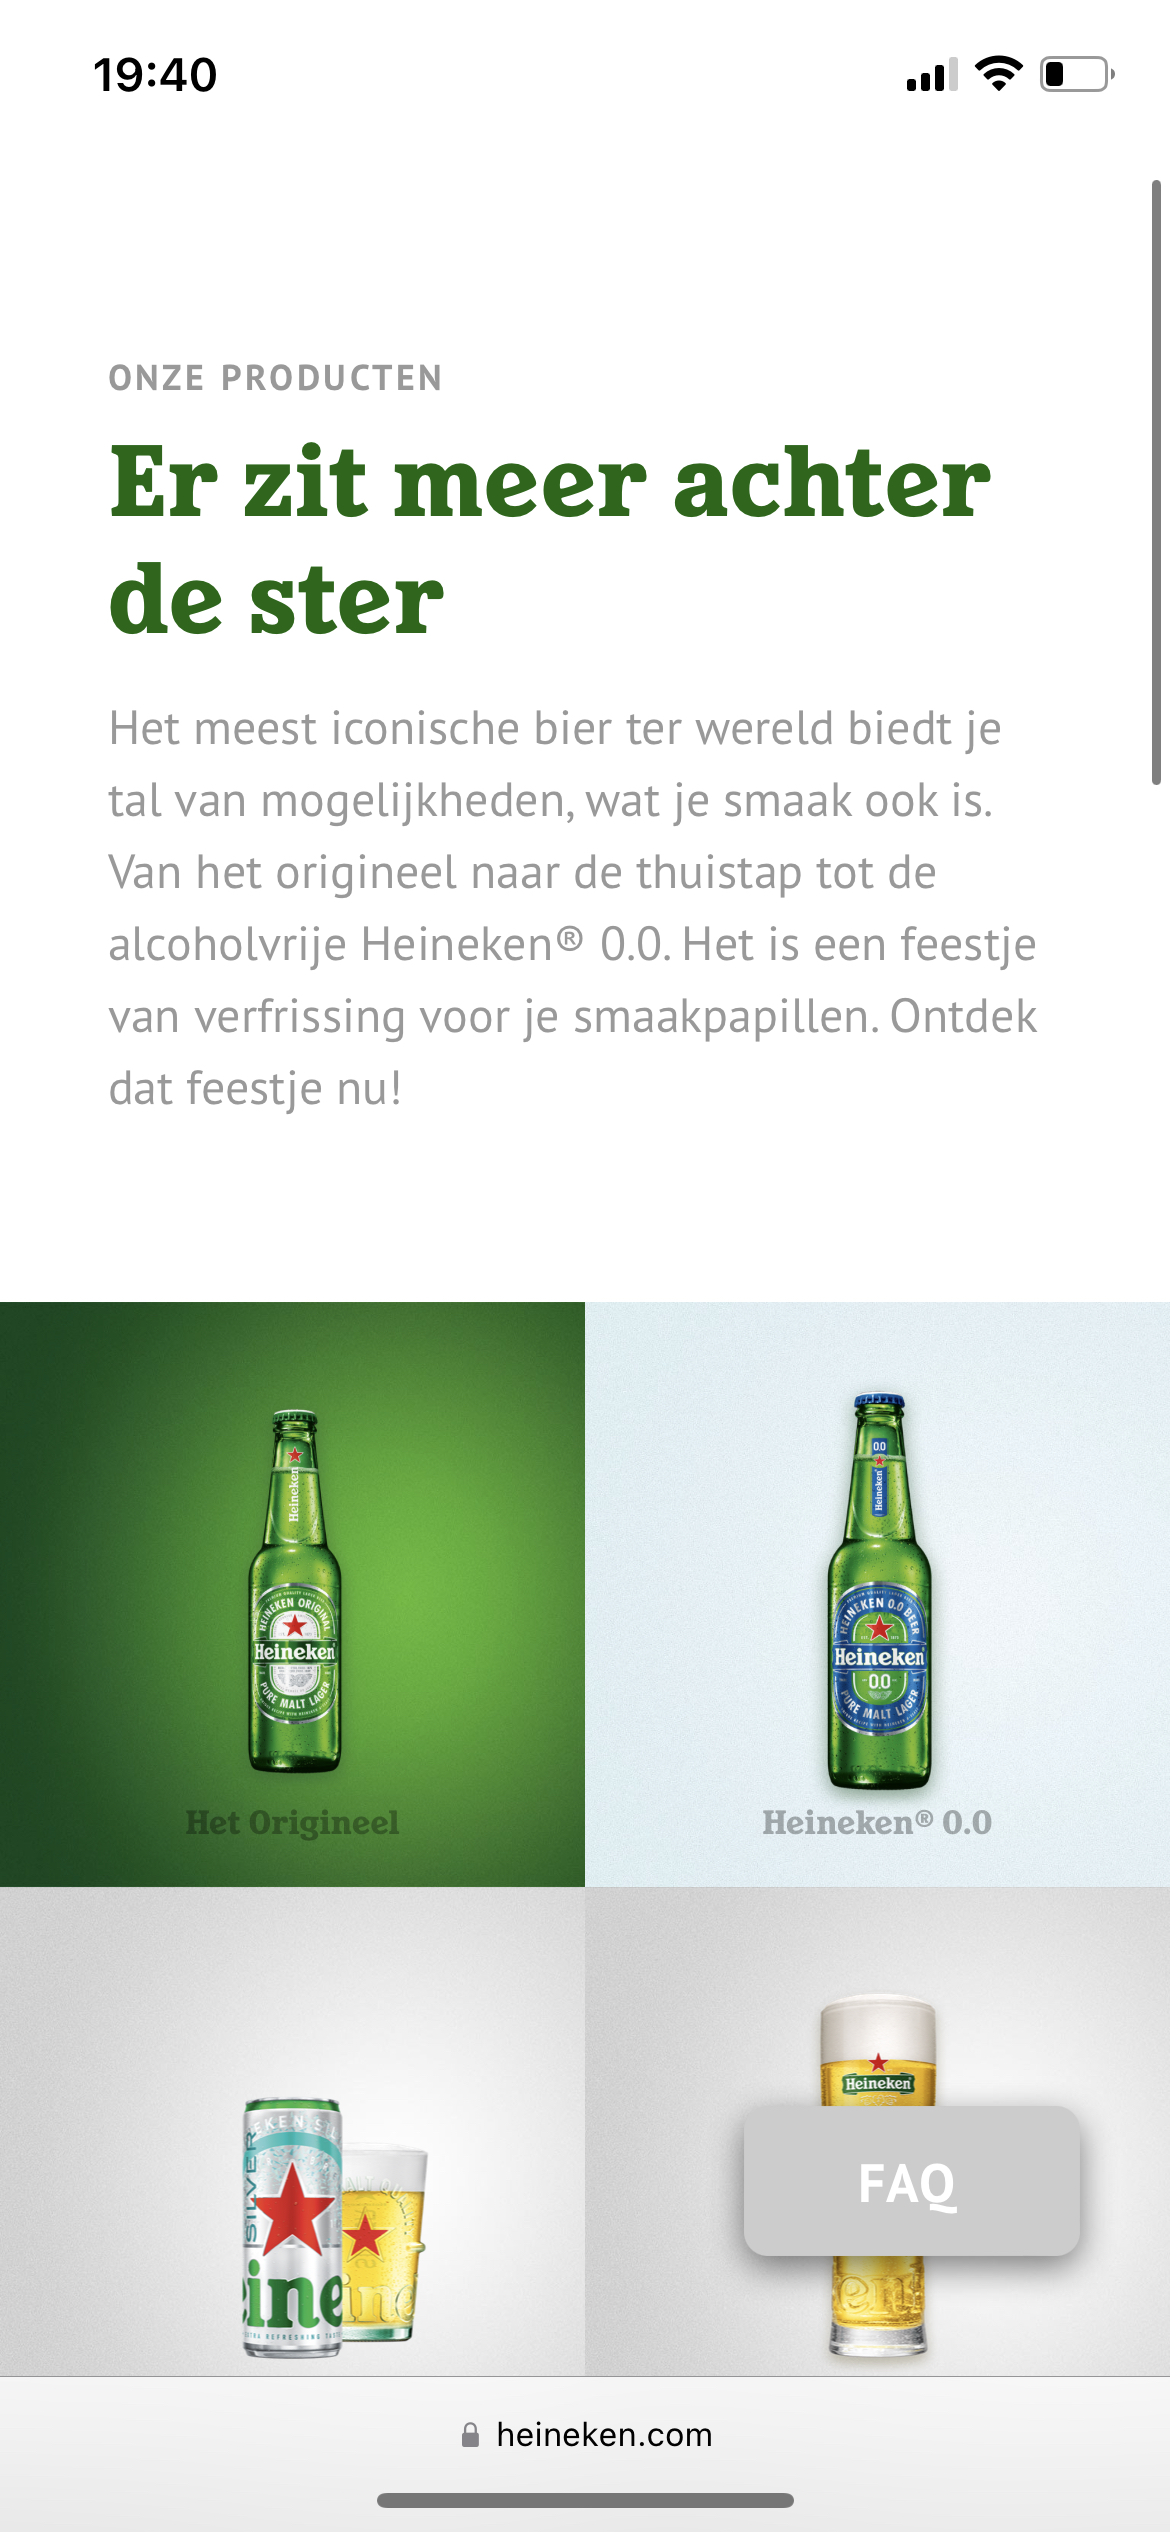 19:40
ONZE PRODUCTEN
Er zit meer achter
de ster
Het meest iconische bier ter wereld biedt je
tal van mogelijkheden, wat je smaak ook is.
Van het origineel naar de thuistap tot de
alcoholvrije Heineken® 0.0. Het is een feestje
van verfrissing voor je smaakpapillen. Ontdek
dat feestje nu!
Heineken
HEINEKEN ORIGINAL
Heineken
PURE MALT LAGER
Het Origineel
0.0
Heineken
HEINEKEN 0.0 BEER
Heineken
0.0
PURE MALT LAGER
Heineken® 0.0
SILVER
eine
ine
Heineken
FAQ
heineken.com